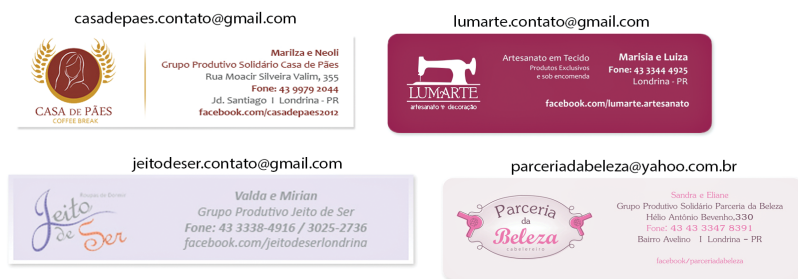 casadepaes.contato@gmail.com
CASA DE PÃES
COFFEE BREAK
Marilza e Neoli
Grupo Produtivo Solidário Casa de Pães
Rua Moacir Silveira Valim, 355
Fone: 43 9979 2044
Jd. Santiago I Londrina - PR
facebook.com/casadepaes2012
lumarte.contato@gmail.com
LUMARTE
artesanato e decoração
Artesanato em Tecido
Produtos Exclusivos
e sob encomenda
Marisia e Luiza
Fone: 43 3344 4925
Londrina - PR
facebook.com/lumarte.artesanato
jeitodeser.contato@gmail.com
Jeito
de Ser
Valda e Mirian
Grupo Produtivo Jeito de Ser
Fone: 43 3338-4916 / 3025-2736
facebook.com/jeitodeserlondrina
parceriadabeleza@yahoo.com.br
Parceria
da
Beleza
cabeleireiro
Sandra e Eliane
Grupo Produtivo Solidário Parceria da Beleza
Hélio Antônio Bevenho,330
Fone: 43 43 3347 8391
Bairro Avelino I Londrina – PR
facebook/parceriadabeleza